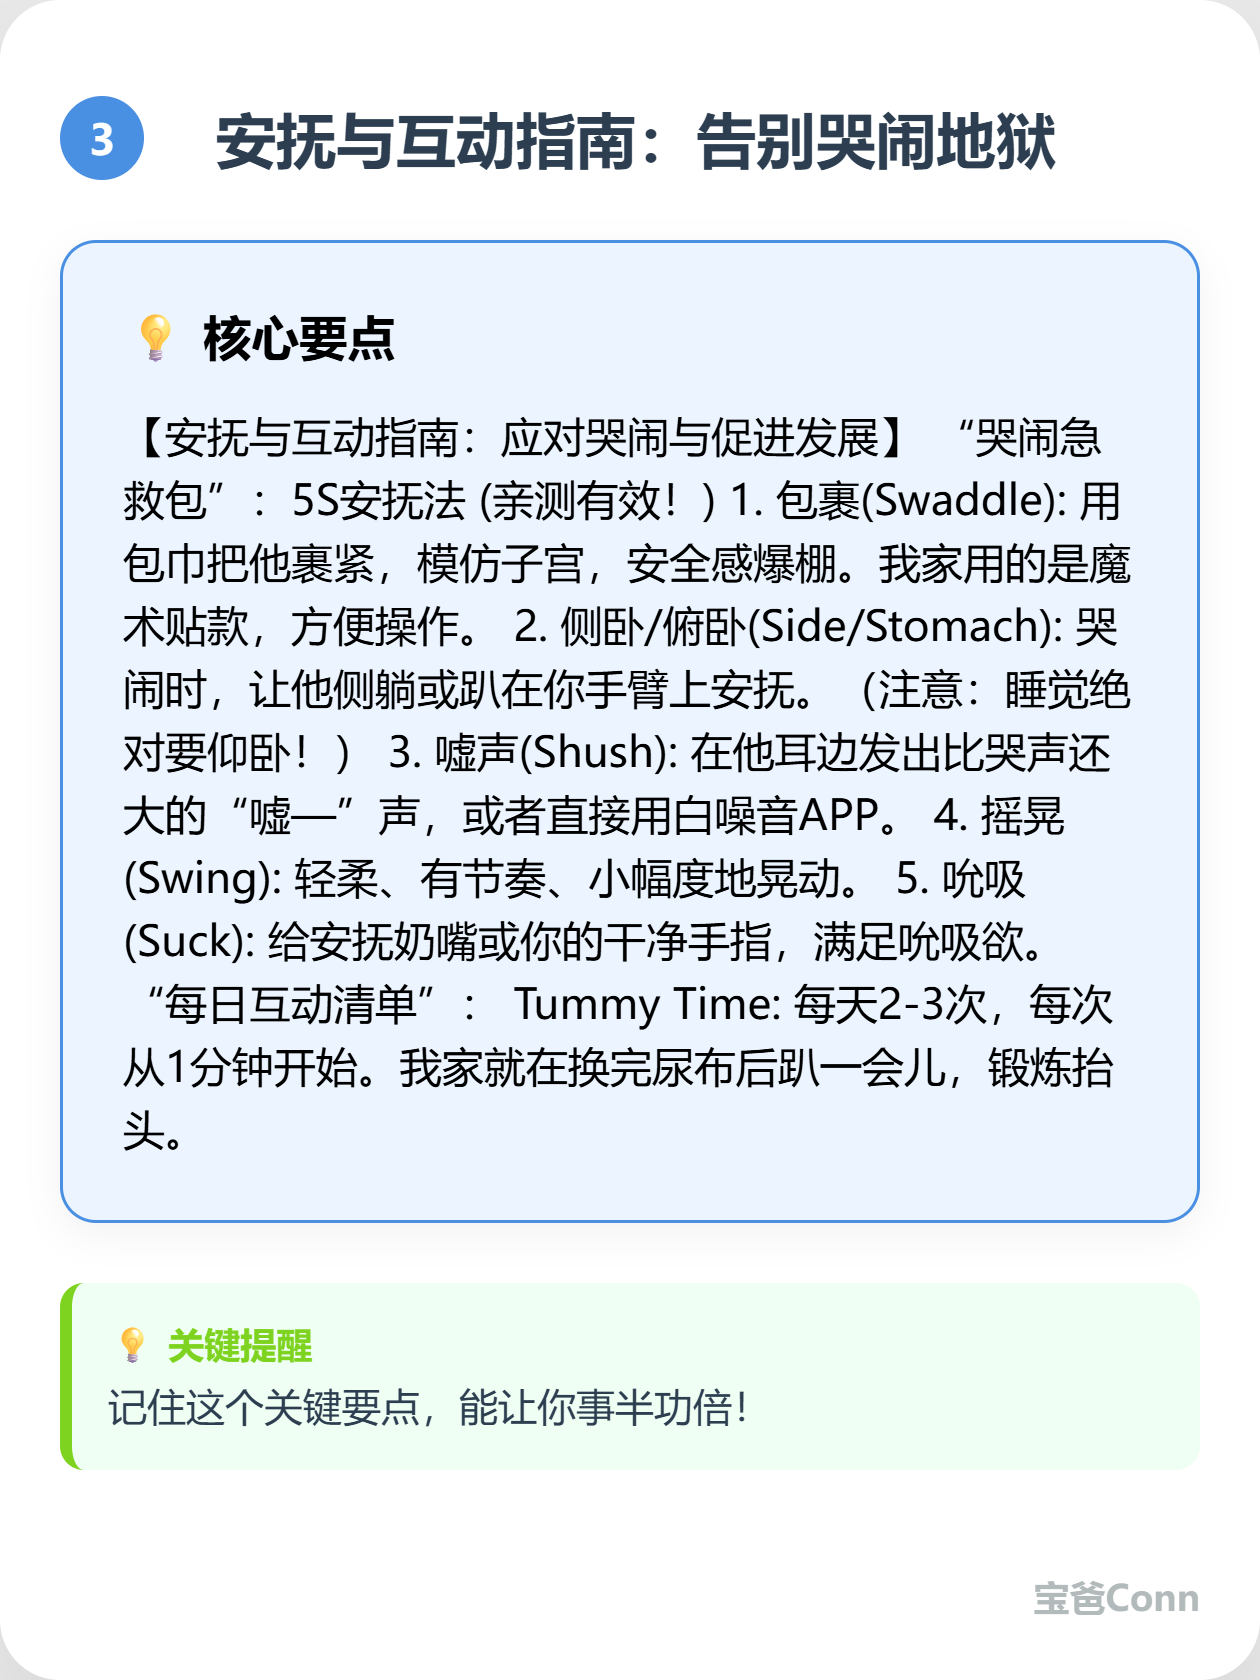 3
安抚与互动指南：告别哭闹地狱
💡 核心要点
【安抚与互动指南：应对哭闹与促进发展】 “哭闹急
救包”： 5S安抚法 (亲测有效！) 1. 包裹(Swaddle): 用
包巾把他裹紧，模仿子宫，安全感爆棚。我家用的是魔
术贴款，方便操作。 2. 侧卧/俯卧(Side/Stomach): 哭
闹时，让他侧躺或趴在你手臂上安抚。（注意：睡觉绝
对要仰卧！） 3. 嘘声(Shush): 在他耳边发出比哭声还
大的“嘘—”声，或者直接用白噪音APP。 4. 摇晃
(Swing): 轻柔、有节奏、小幅度地晃动。 5. 吮吸
(Suck): 给安抚奶嘴或你的干净手指，满足吮吸欲。
“每日互动清单”： Tummy Time: 每天2-3次，每次
从1分钟开始。我家就在换完尿布后趴一会儿，锻炼抬
头。
💡 关键提醒
记住这个关键要点，能让你事半功倍！
宝爸Conn